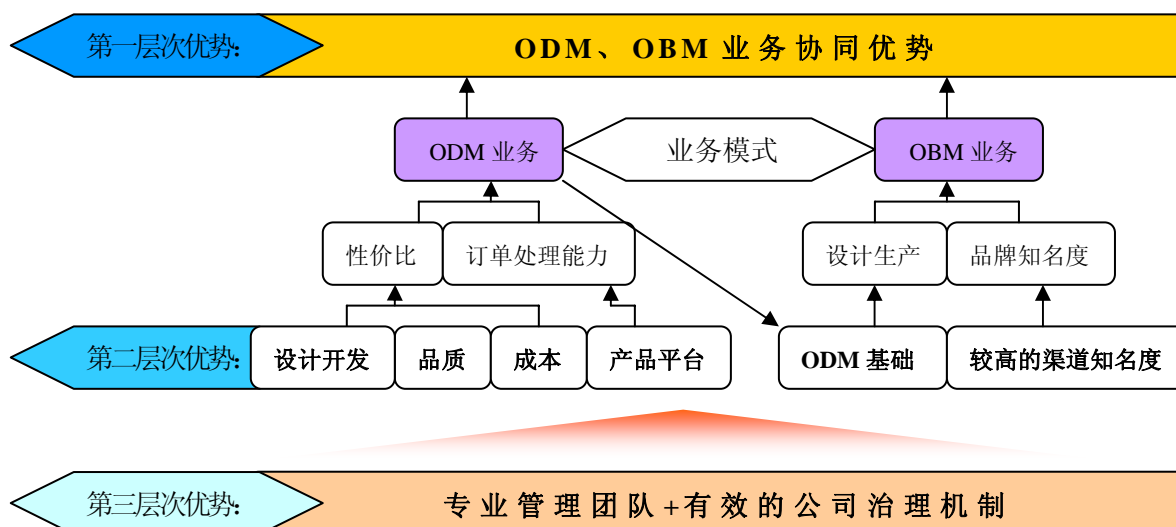 第一层次优势:
ODM、OBM 业务协同优势
ODM 业务
业务模式
OBM 业务
性价比
订单处理能力
设计生产
品牌知名度
第二层次优势:
设计开发
品质
成本
产品平台
ODM 基础
较高的渠道知名度
第三层次优势:
专业管理团队+有效的公司治理机制